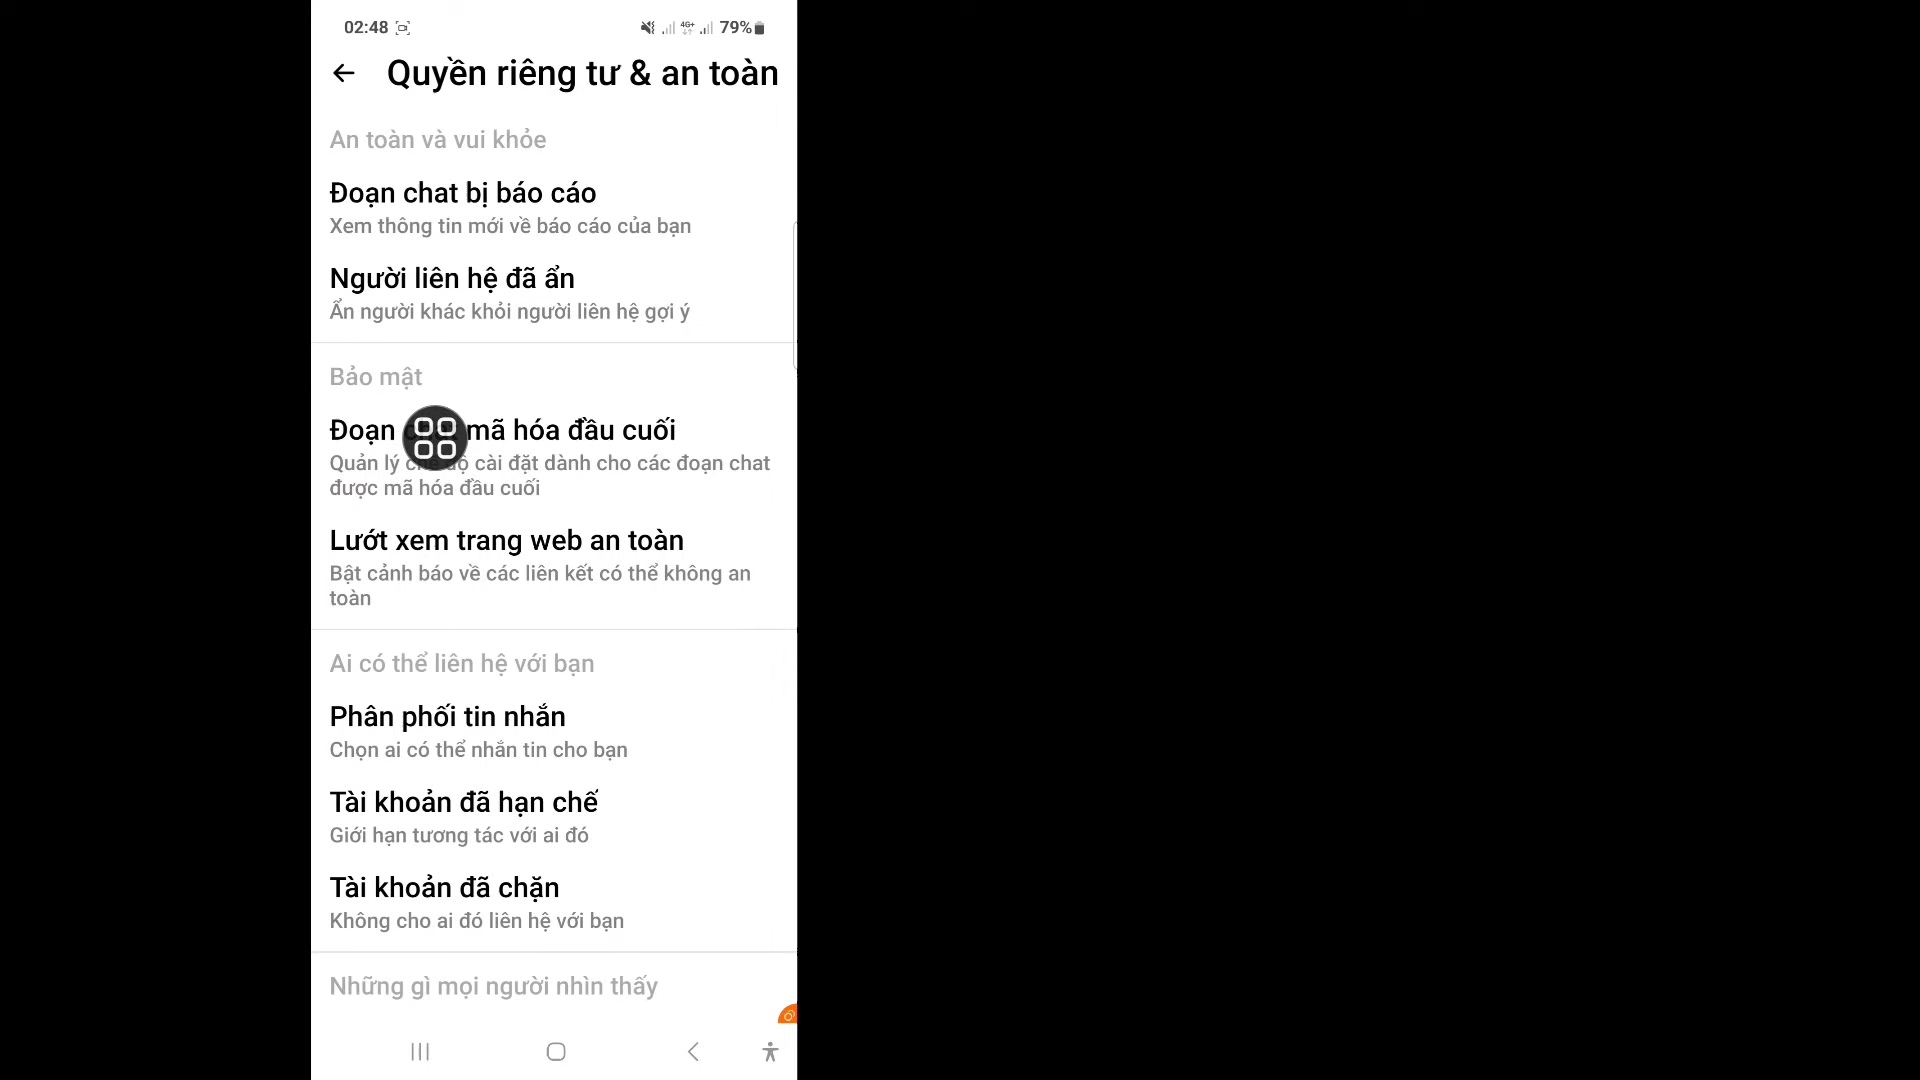 02:48
4G+ 79%
Quyền riêng tư & an toàn
An toàn và vui khỏe
Đoạn chat bị báo cáo
Xem thông tin mới về báo cáo của bạn
Người liên hệ đã ẩn
Ẩn người khác khỏi người liên hệ gợi ý
Bảo mật
Đoạn mã hóa đầu cuối
Quản lý cài đặt dành cho các đoạn chat
được mã hóa đầu cuối
Lướt xem trang web an toàn
Bật cảnh báo về các liên kết có thể không an
toàn
Ai có thể liên hệ với bạn
Phân phối tin nhắn
Chọn ai có thể nhắn tin cho bạn
Tài khoản đã hạn chế
Giới hạn tương tác với ai đó
Tài khoản đã chặn
Không cho ai đó liên hệ với bạn
Những gì mọi người nhìn thấy